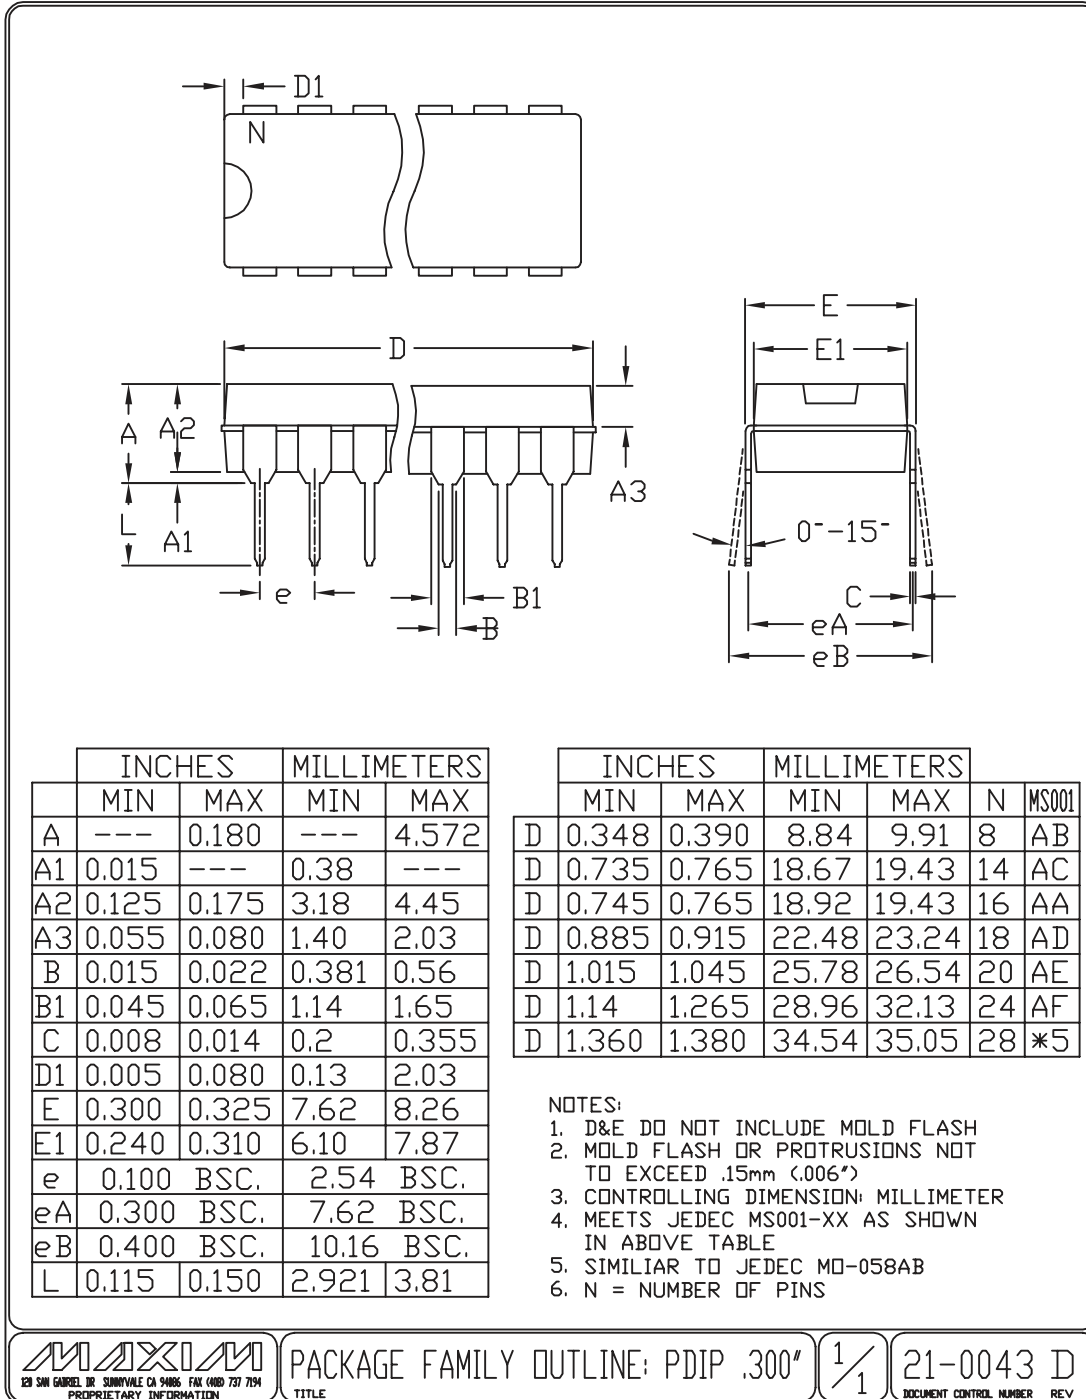 D1
N
E
D
E1
A
A2
A3
L
A1
0°-15°
e
B1
C
eA
B
eB
INCHES MILLIMETERS
MIN MAX MIN MAX
A --- 0.180 --- 4.572
A1 0.015 --- 0.38 ---
A2 0.125 0.175 3.18 4.45
A3 0.055 0.080 1.40 2.03
B 0.015 0.022 0.381 0.56
B1 0.045 0.065 1.14 1.65
C 0.008 0.014 0.2 0.355
D1 0.005 0.080 0.13 2.03
E 0.300 0.325 7.62 8.26
E1 0.240 0.310 6.10 7.87
e 0.100 BSC. 2.54 BSC.
eA 0.300 BSC. 7.62 BSC.
eB 0.400 BSC. 10.16 BSC.
L 0.115 0.150 2.921 3.81
INCHES MILLIMETERS
MIN MAX MIN MAX N MS001
D 0.348 0.390 8.84 9.91 8 AB
D 0.735 0.765 18.67 19.43 14 AC
D 0.745 0.765 18.92 19.43 16 AA
D 0.885 0.915 22.48 23.24 18 AD
D 1.015 1.045 25.78 26.54 20 AE
D 1.14 1.265 28.96 32.13 24 AF
D 1.360 1.380 34.54 35.05 28 *5
NOTES:
1. D&E DO NOT INCLUDE MOLD FLASH
2. MOLD FLASH OR PROTRUSIONS NOT
TO EXCEED .15mm (.006")
3. CONTROLLING DIMENSION: MILLIMETER
4. MEETS JEDEC MS001-XX AS SHOWN
IN ABOVE TABLE
5. SIMILIAR TO JEDEC MO-058AB
6. N = NUMBER OF PINS
MAXIM
120 SAN GABRIEL DR SUNNYVALE CA 94086 FAX (408) 737 7194
PROPRIETARY INFORMATION
PACKAGE FAMILY OUTLINE: PDIP .300"
TITLE
1/1
21-0043 D
DOCUMENT CONTROL NUMBER REV